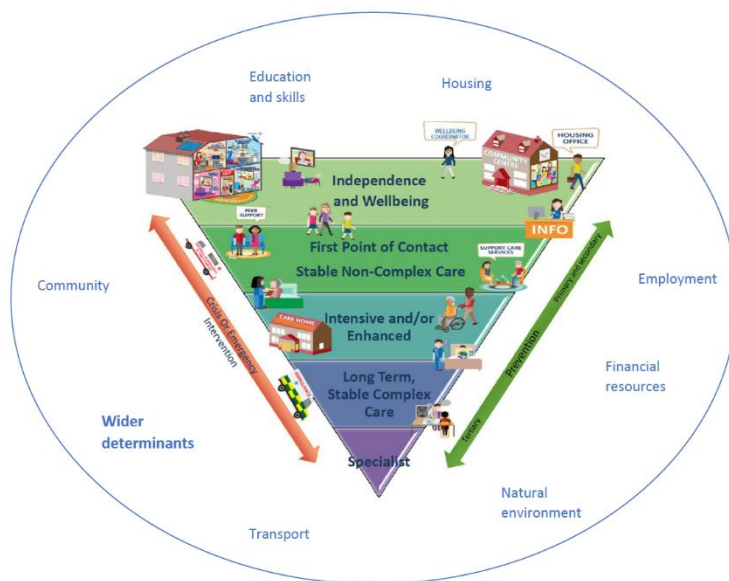 Education
and skills
Housing
WELLBEING
COORDINATOR
COMMUNITY
CENTRE
HOUSING
OFFICE
Independence
and Wellbeing
PEER
SUPPORT
INFO
First Point of Contact
Stable Non-Complex Care
SUPPORT CARE
SERVICES
Primary and secondary
Prevention
Tertiary
Community
Employment
Crisis Or Emergency
Intervention
CARE HOME
Intensive and/or
Enhanced
Financial
resources
AMBULANCE
Long Term,
Stable Complex
Care
Wider
determinants
Specialist
Natural
environment
Transport